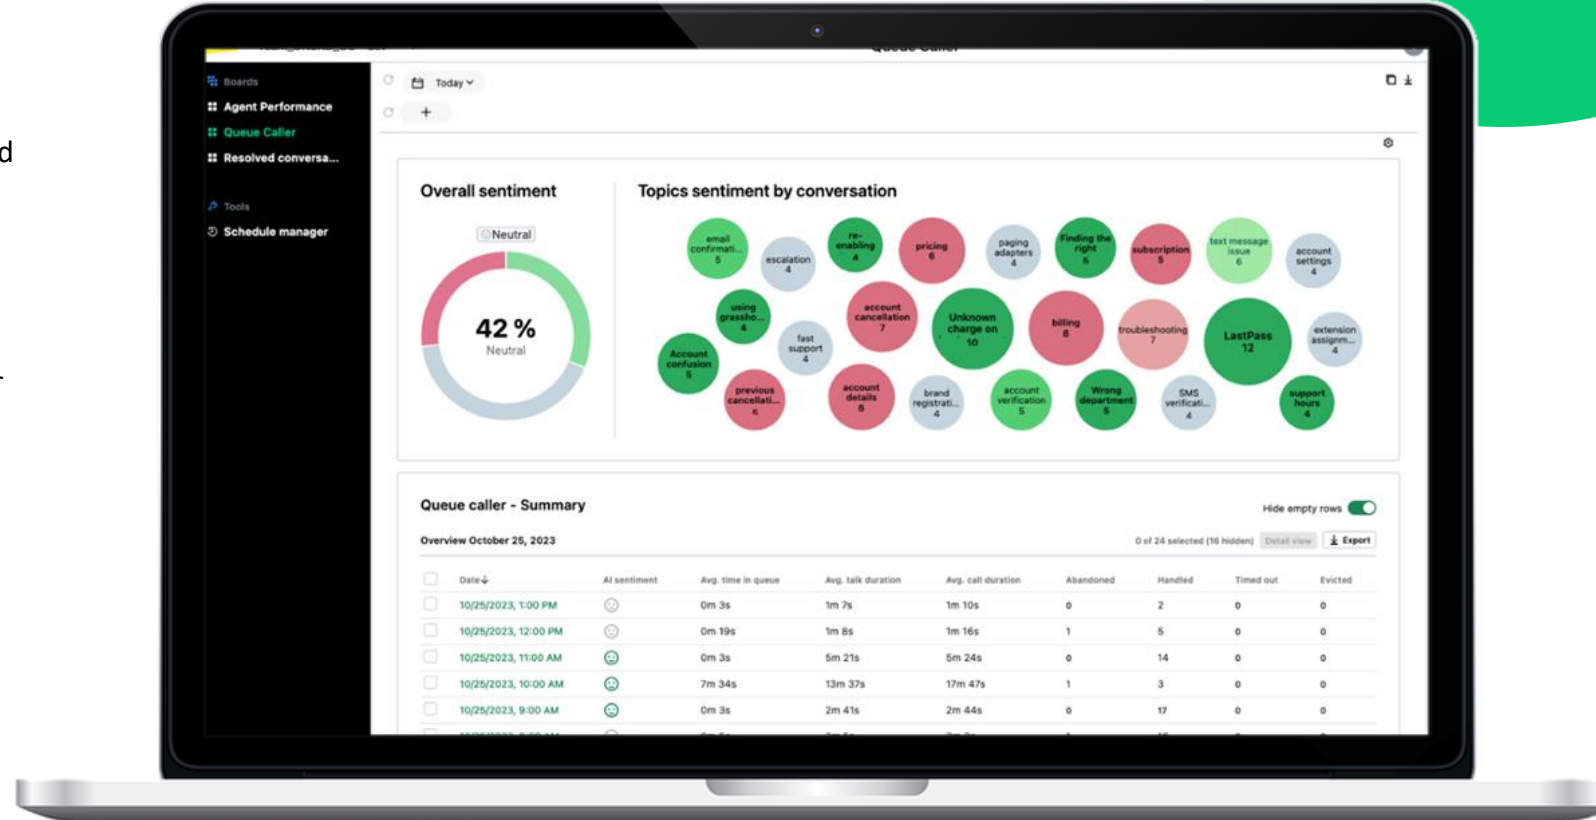 d
r
Queue Caller
Boards
Agent Performance
Queue Caller
Resolved conversa...
Tools
Schedule manager
Today
+
Overall sentiment
Neutral
42 %
Neutral
Topics sentiment by conversation
email
confirmati...
5
escalation
4
re-
enabling
4
pricing
6
paging
adapters
4
Finding the
right
subscription
5
text message
issue
6
account
settings
4
using
grassho...
4
fast
support
4
account
cancellation
7
Unknown
charge on
10
billing
8
troubleshooting
7
LastPass
12
extension
assignm...
4
Account
confusion
5
previous
cancellati...
account
details
6
brand
registrati...
4
account
verification
5
Wrong
department
5
SMS
verificati...
4
support
hours
4
Queue caller - Summary
Hide empty rows
Overview October 25, 2023
0 of 24 selected (16 hidden) Detail view Export
Date AI sentiment Avg. time in queue Avg. talk duration Avg. call duration Abandoned Handled Timed out Evicted
10/25/2023, 1:00 PM 0m 3s 1m 7s 1m 10s 0 2 0 0
10/25/2023, 12:00 PM 0m 19s 1m 8s 1m 16s 1 5 0 0
10/25/2023, 11:00 AM 0m 3s 5m 21s 5m 24s 0 14 0 0
10/25/2023, 10:00 AM 7m 34s 13m 37s 17m 47s 1 3 0 0
10/25/2023, 9:00 AM 0m 3s 2m 41s 2m 44s 0 17 0 0